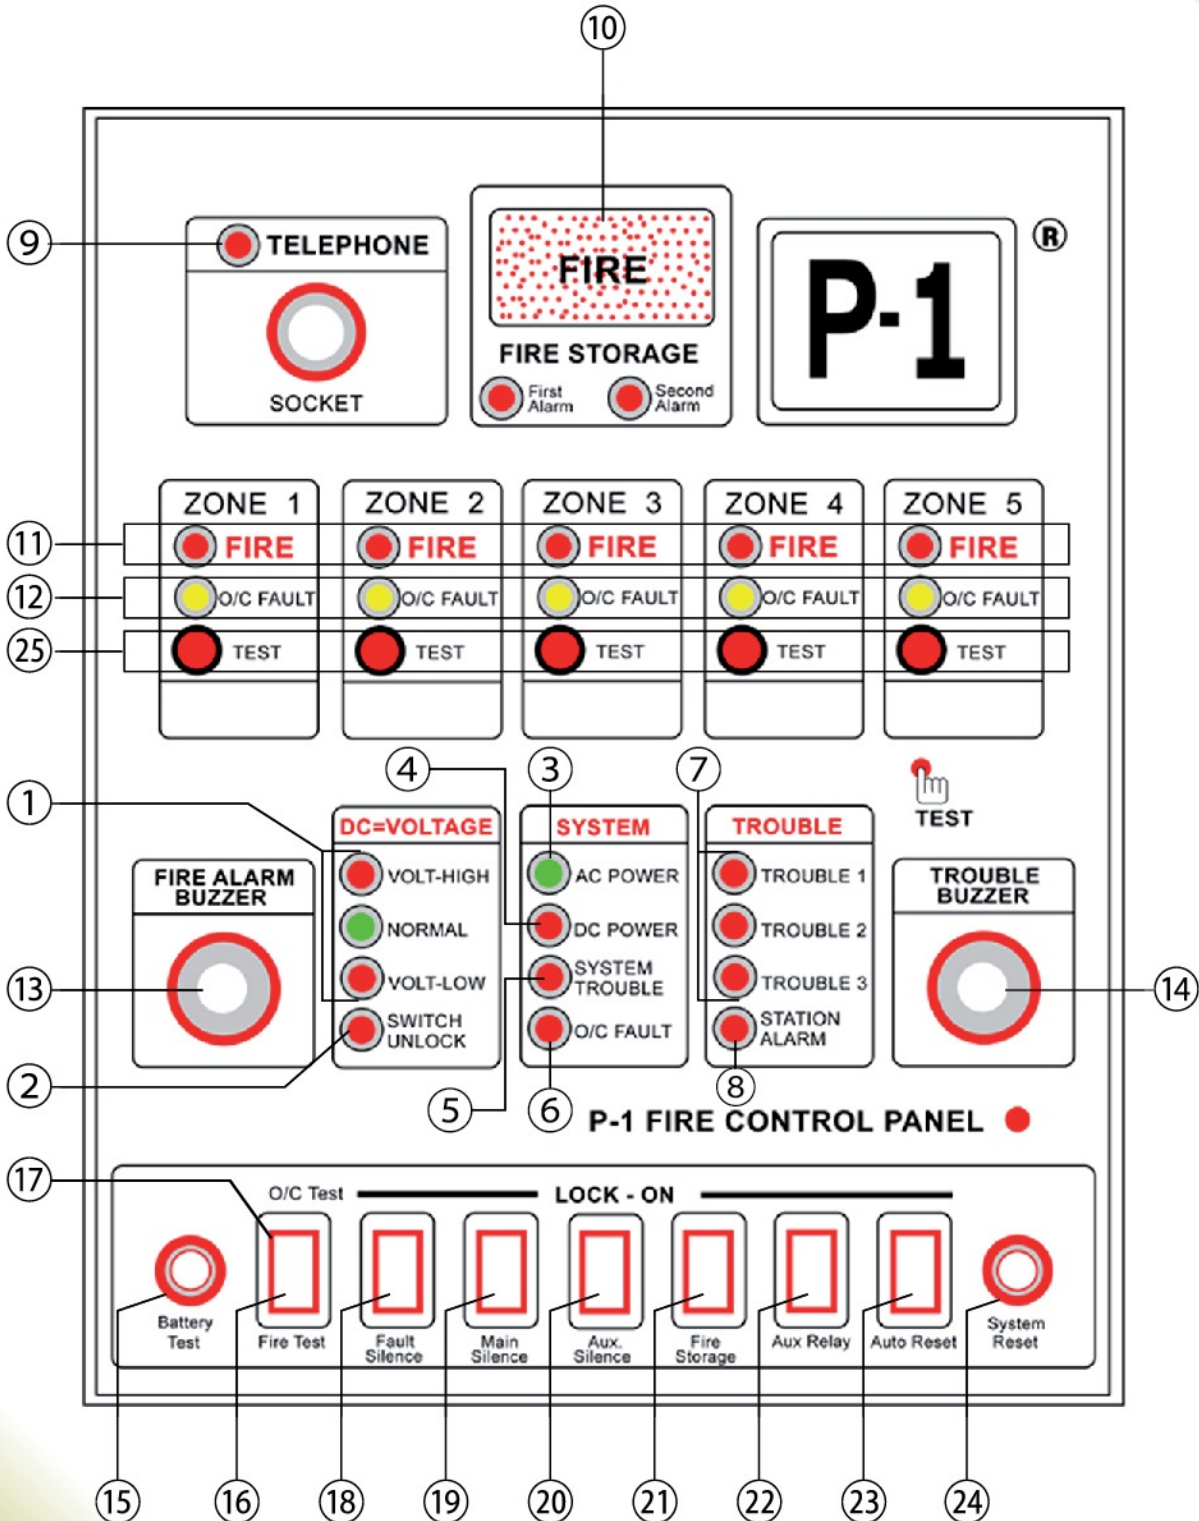 10
9
TELEPHONE
SOCKET
FIRE
FIRE STORAGE
First
Alarm
Second
Alarm
P-1
®
ZONE 1
ZONE 2
ZONE 3
ZONE 4
ZONE 5
11
FIRE
FIRE
FIRE
FIRE
FIRE
12
O/C FAULT
O/C FAULT
O/C FAULT
O/C FAULT
O/C FAULT
25
TEST
TEST
TEST
TEST
TEST
4
3
7
TEST
1
DC=VOLTAGE
VOLT-HIGH
NORMAL
VOLT-LOW
SWITCH
UNLOCK
SYSTEM
AC POWER
DC POWER
SYSTEM
TROUBLE
O/C FAULT
TROUBLE
TROUBLE 1
TROUBLE 2
TROUBLE 3
STATION
ALARM
FIRE ALARM
BUZZER
TROUBLE
BUZZER
13
14
2
5
6
8
P-1 FIRE CONTROL PANEL
17
O/C Test
LOCK - ON
Battery
Test
Fire Test
Fault
Silence
Main
Silence
Aux.
Silence
Fire
Storage
Aux Relay
Auto Reset
System
Reset
15
16
18
19
20
21
22
23
24